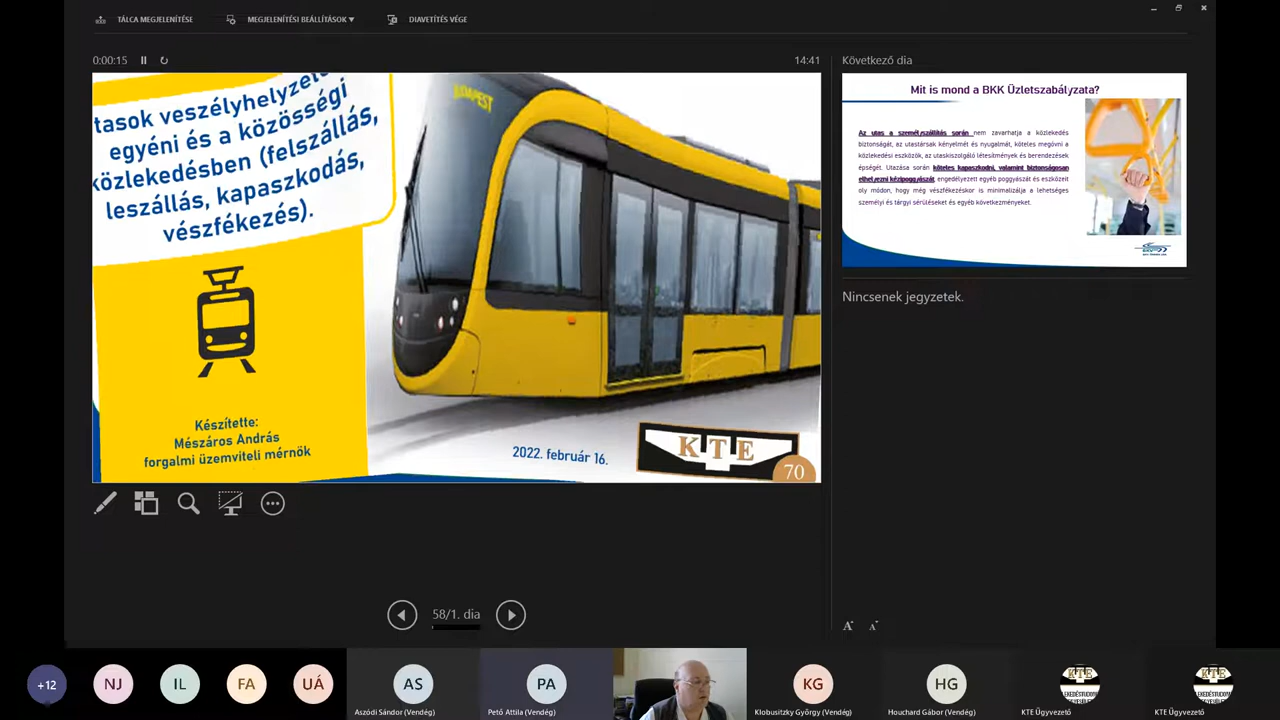 TÁLCA MEGJELENÍTÉSE
MEGJELENÍTÉSI BEÁLLÍTÁSOK ▼
DIAVETÍTÉS VÉGE
0:00:15
14:41
tasok veszélyhelyzete
egyéni és a közösségi
közlekedésben (felszállás,
leszállás, kapaszkodás,
vészfékezés).
Készítette:
Mészáros András
forgalmi üzemviteli mérnök
BUDAPEST
2022. február 16.
KTE
70
58/1. dia
Következő dia
Mit is mond a BKK Üzletszabályzata?
Az utas a személyszállítás során nem zavarhatja a közlekedés
biztonságát, az utastársak kényelmét és nyugalmát, köteles megóvni a
közlekedési eszközök, az utaskiszolgáló létesítmények és berendezések
épségét. Utazása során köteles kapaszkodni, valamint biztonságosan
elhelyezni kézipoggyászát, engedélyezett egyéb poggyászát és eszközeit
oly módon, hogy még vészfékezéskor is minimalizálja a lehetséges
személyi és tárgyi sérüléseket és egyéb következményeket.
Nincsenek jegyzetek.
A A
+12
NJ
IL
FA
UÁ
AS
Aszódi Sándor (Vendég)
PA
Pető Attila (Vendég)
KG
Klobusitzky György (Vendég)
HG
Houchard Gábor (Vendég)
KTE
KTE Ügyvezető
KTE
KTE Ügyvezető